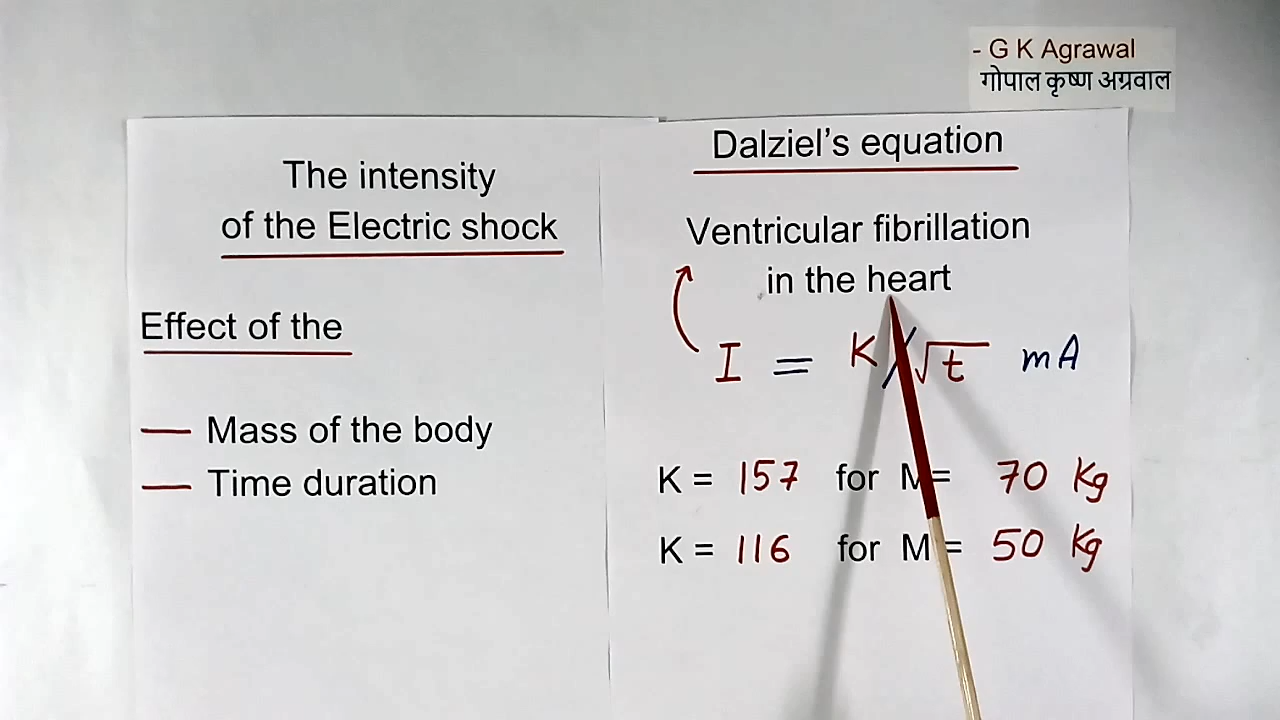 - G K Agrawal
गोपाल कृष्ण अग्रवाल
The intensity
of the Electric shock
Effect of the
— Mass of the body
— Time duration
Dalziel's equation
Ventricular fibrillation
in the heart
I = K/√t mA
K = 157 for M = 70 Kg
K = 116 for M = 50 Kg